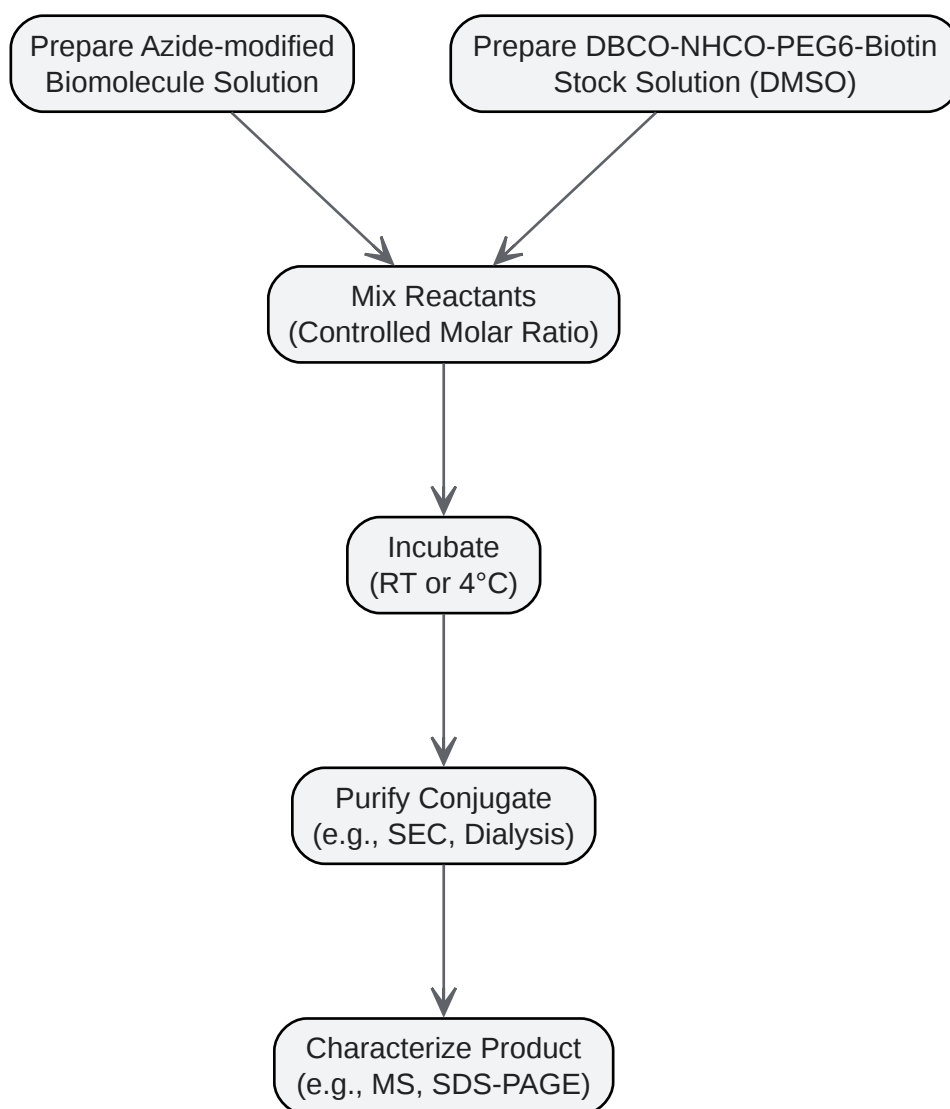 Prepare Azide-modified
Biomolecule Solution
Prepare DBCO-NHCO-PEG6-Biotin
Stock Solution (DMSO)
Mix Reactants
(Controlled Molar Ratio)
Incubate
(RT or 4°C)
Purify Conjugate
(e.g., SEC, Dialysis)
Characterize Product
(e.g., MS, SDS-PAGE)